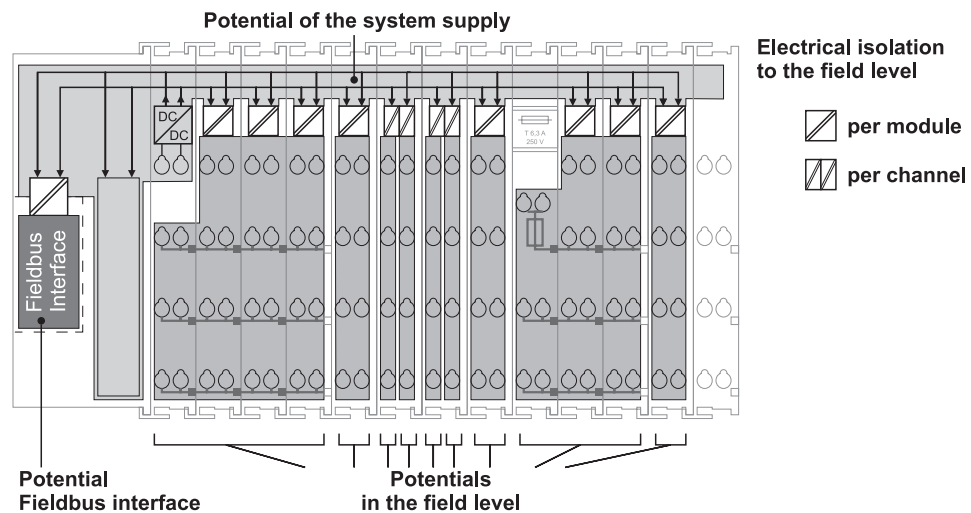 Potential of the system supply
Electrical isolation
to the field level
per module
per channel
DC
DC
T 6,3 A
250 V
Fieldbus
Interface
Potential
Fieldbus interface
Potentials
in the field level